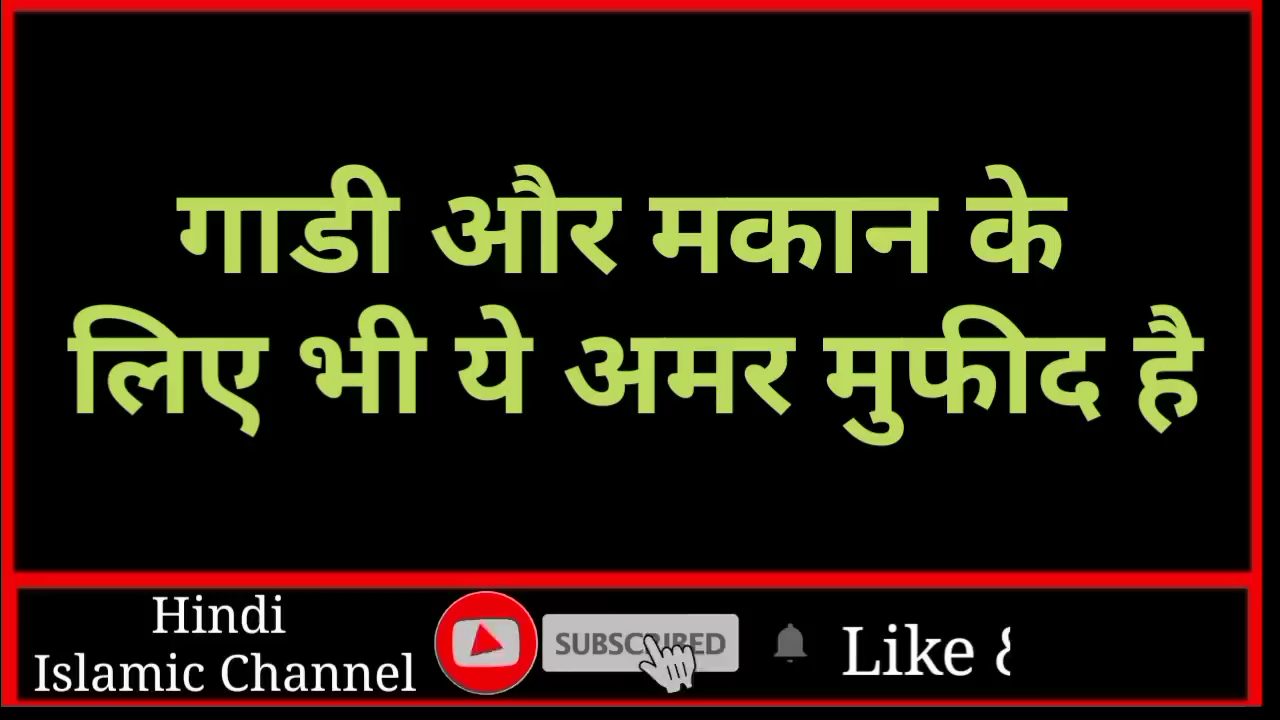 गाडी और मकान के
लिए भी ये अमर मुफीद है
Hindi
Islamic Channel
SUBSCRIBED
Like &